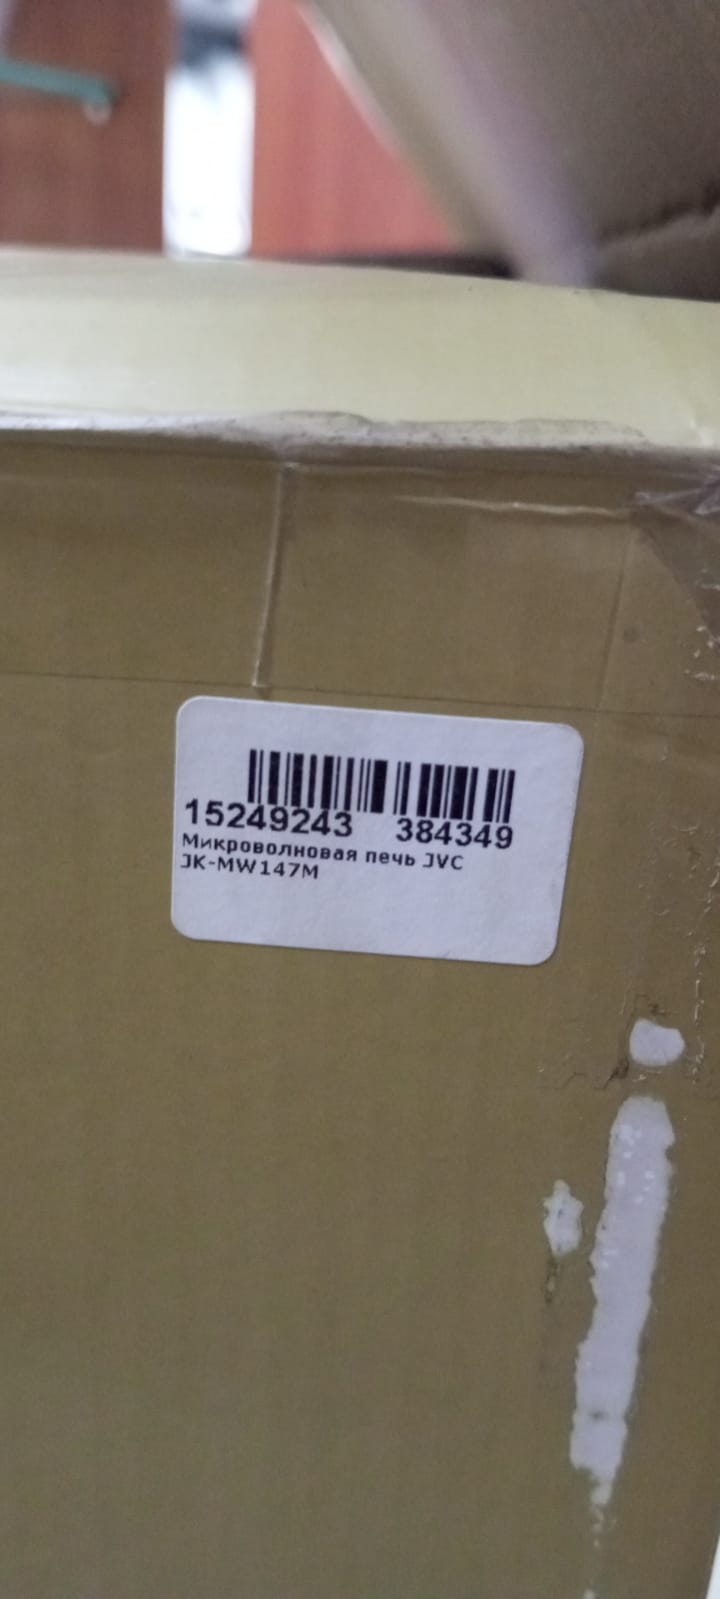 15249243 384349
Микроволновая печь JVC
JK-MW147M